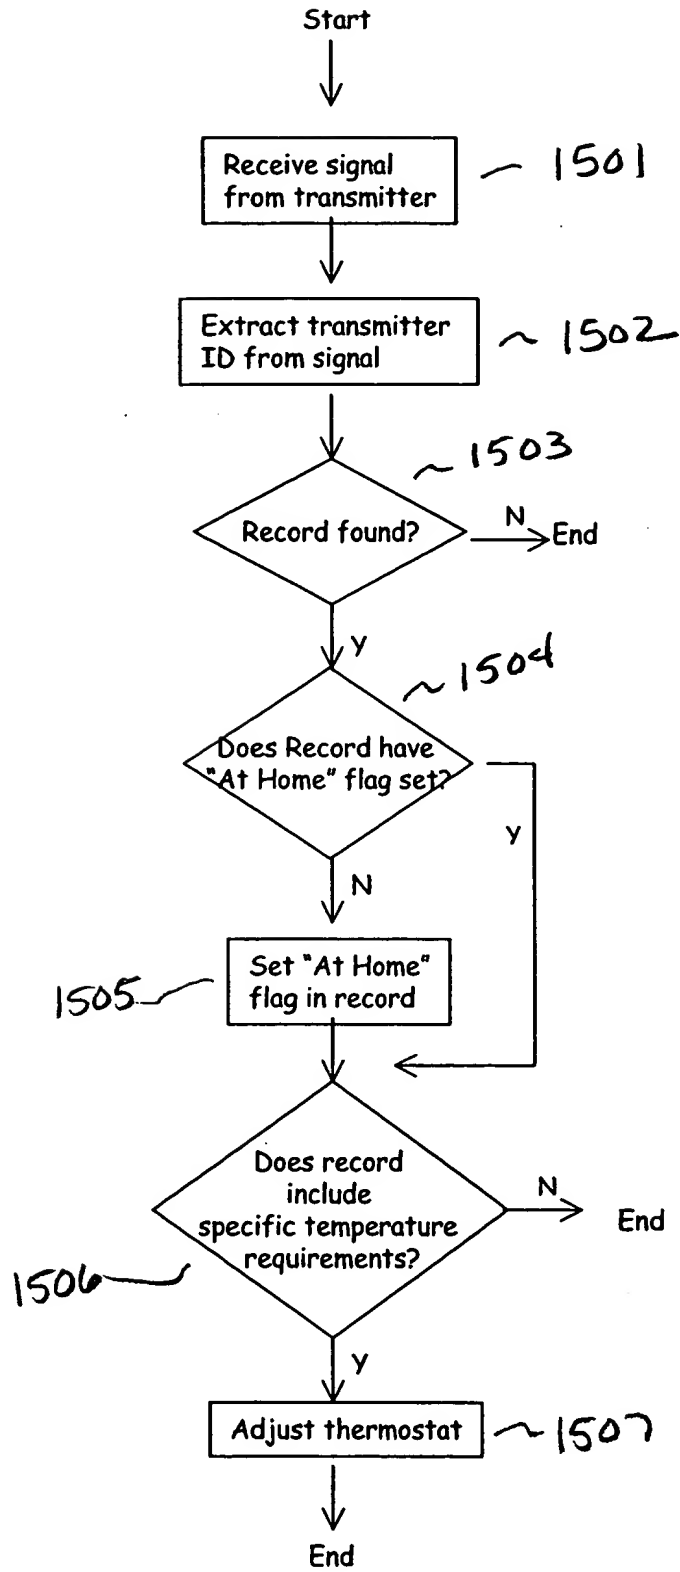 Start
Receive signal
from transmitter
1501
Extract transmitter
ID from signal
1502
1503
Record found?
N
End
Y
1504
Does Record have
"At Home" flag set?
Y
N
Set "At Home"
flag in record
1505
Does record
include
specific temperature
requirements?
N
End
1506
Y
Adjust thermostat
1507
End